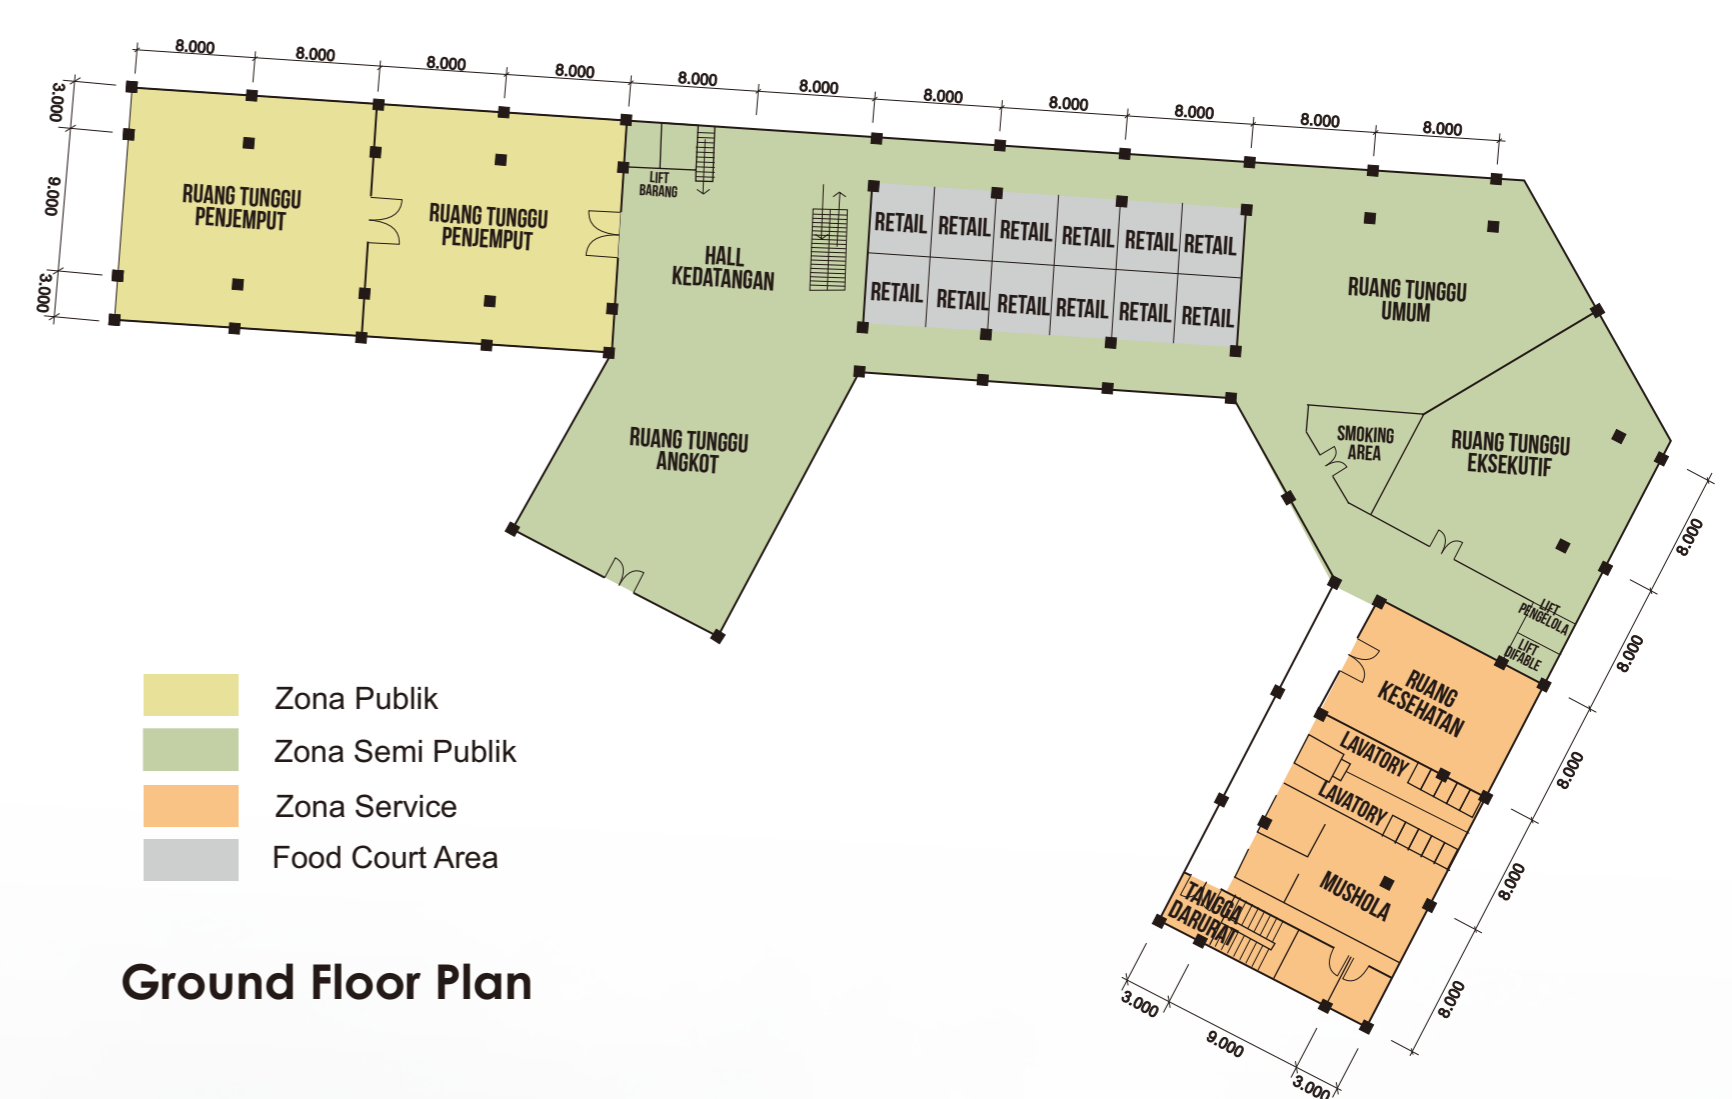 8.000
8.000
8.000
8.000
8.000
8.000
8.000
8.000
8.000
8.000
8.000
3.000
9.000
3.000
RUANG TUNGGU
PENJEMPUT
RUANG TUNGGU
PENJEMPUT
LIFT
BARANG
HALL
KEDATANGAN
RETAIL RETAIL RETAIL RETAIL RETAIL RETAIL
RETAIL RETAIL RETAIL RETAIL RETAIL RETAIL
RUANG TUNGGU
UMUM
RUANG TUNGGU
ANGKOT
SMOKING
AREA
RUANG TUNGGU
EKSEKUTIF
LIFT
PENGELOLA
LIFT
DIFABLE
RUANG
KESEHATAN
LAVATORY
LAVATORY
MUSHOLA
TANGGA
DARURAT
8.000
8.000
8.000
8.000
8.000
3.000
9.000
3.000
Zona Publik
Zona Semi Publik
Zona Service
Food Court Area
Ground Floor Plan